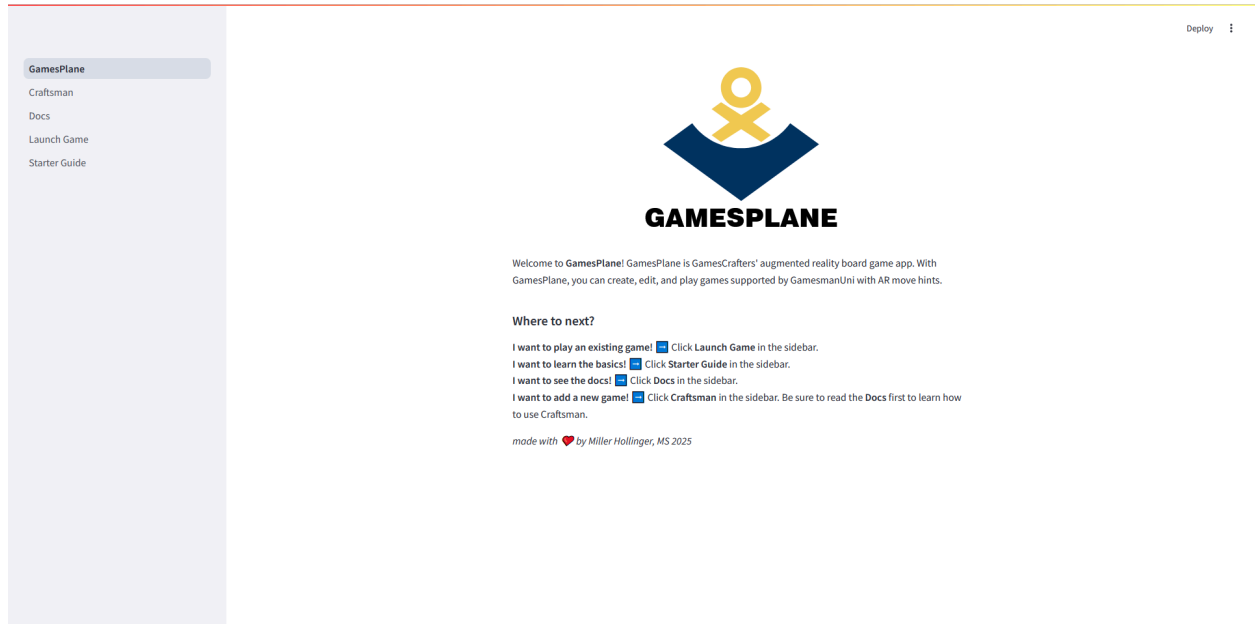 Deploy
GamesPlane
Craftsman
Docs
Launch Game
Starter Guide
GAMESPLANE
Welcome to GamesPlane! GamesPlane is GamesCrafters' augmented reality board game app. With
GamesPlane, you can create, edit, and play games supported by GamesmanUni with AR move hints.
Where to next?
I want to play an existing game! ➡️ Click Launch Game in the sidebar.
I want to learn the basics! ➡️ Click Starter Guide in the sidebar.
I want to see the docs! ➡️ Click Docs in the sidebar.
I want to add a new game! ➡️ Click Craftsman in the sidebar. Be sure to read the Docs first to learn how
to use Craftsman.
made with ❤️ by Miller Hollinger, MS 2025